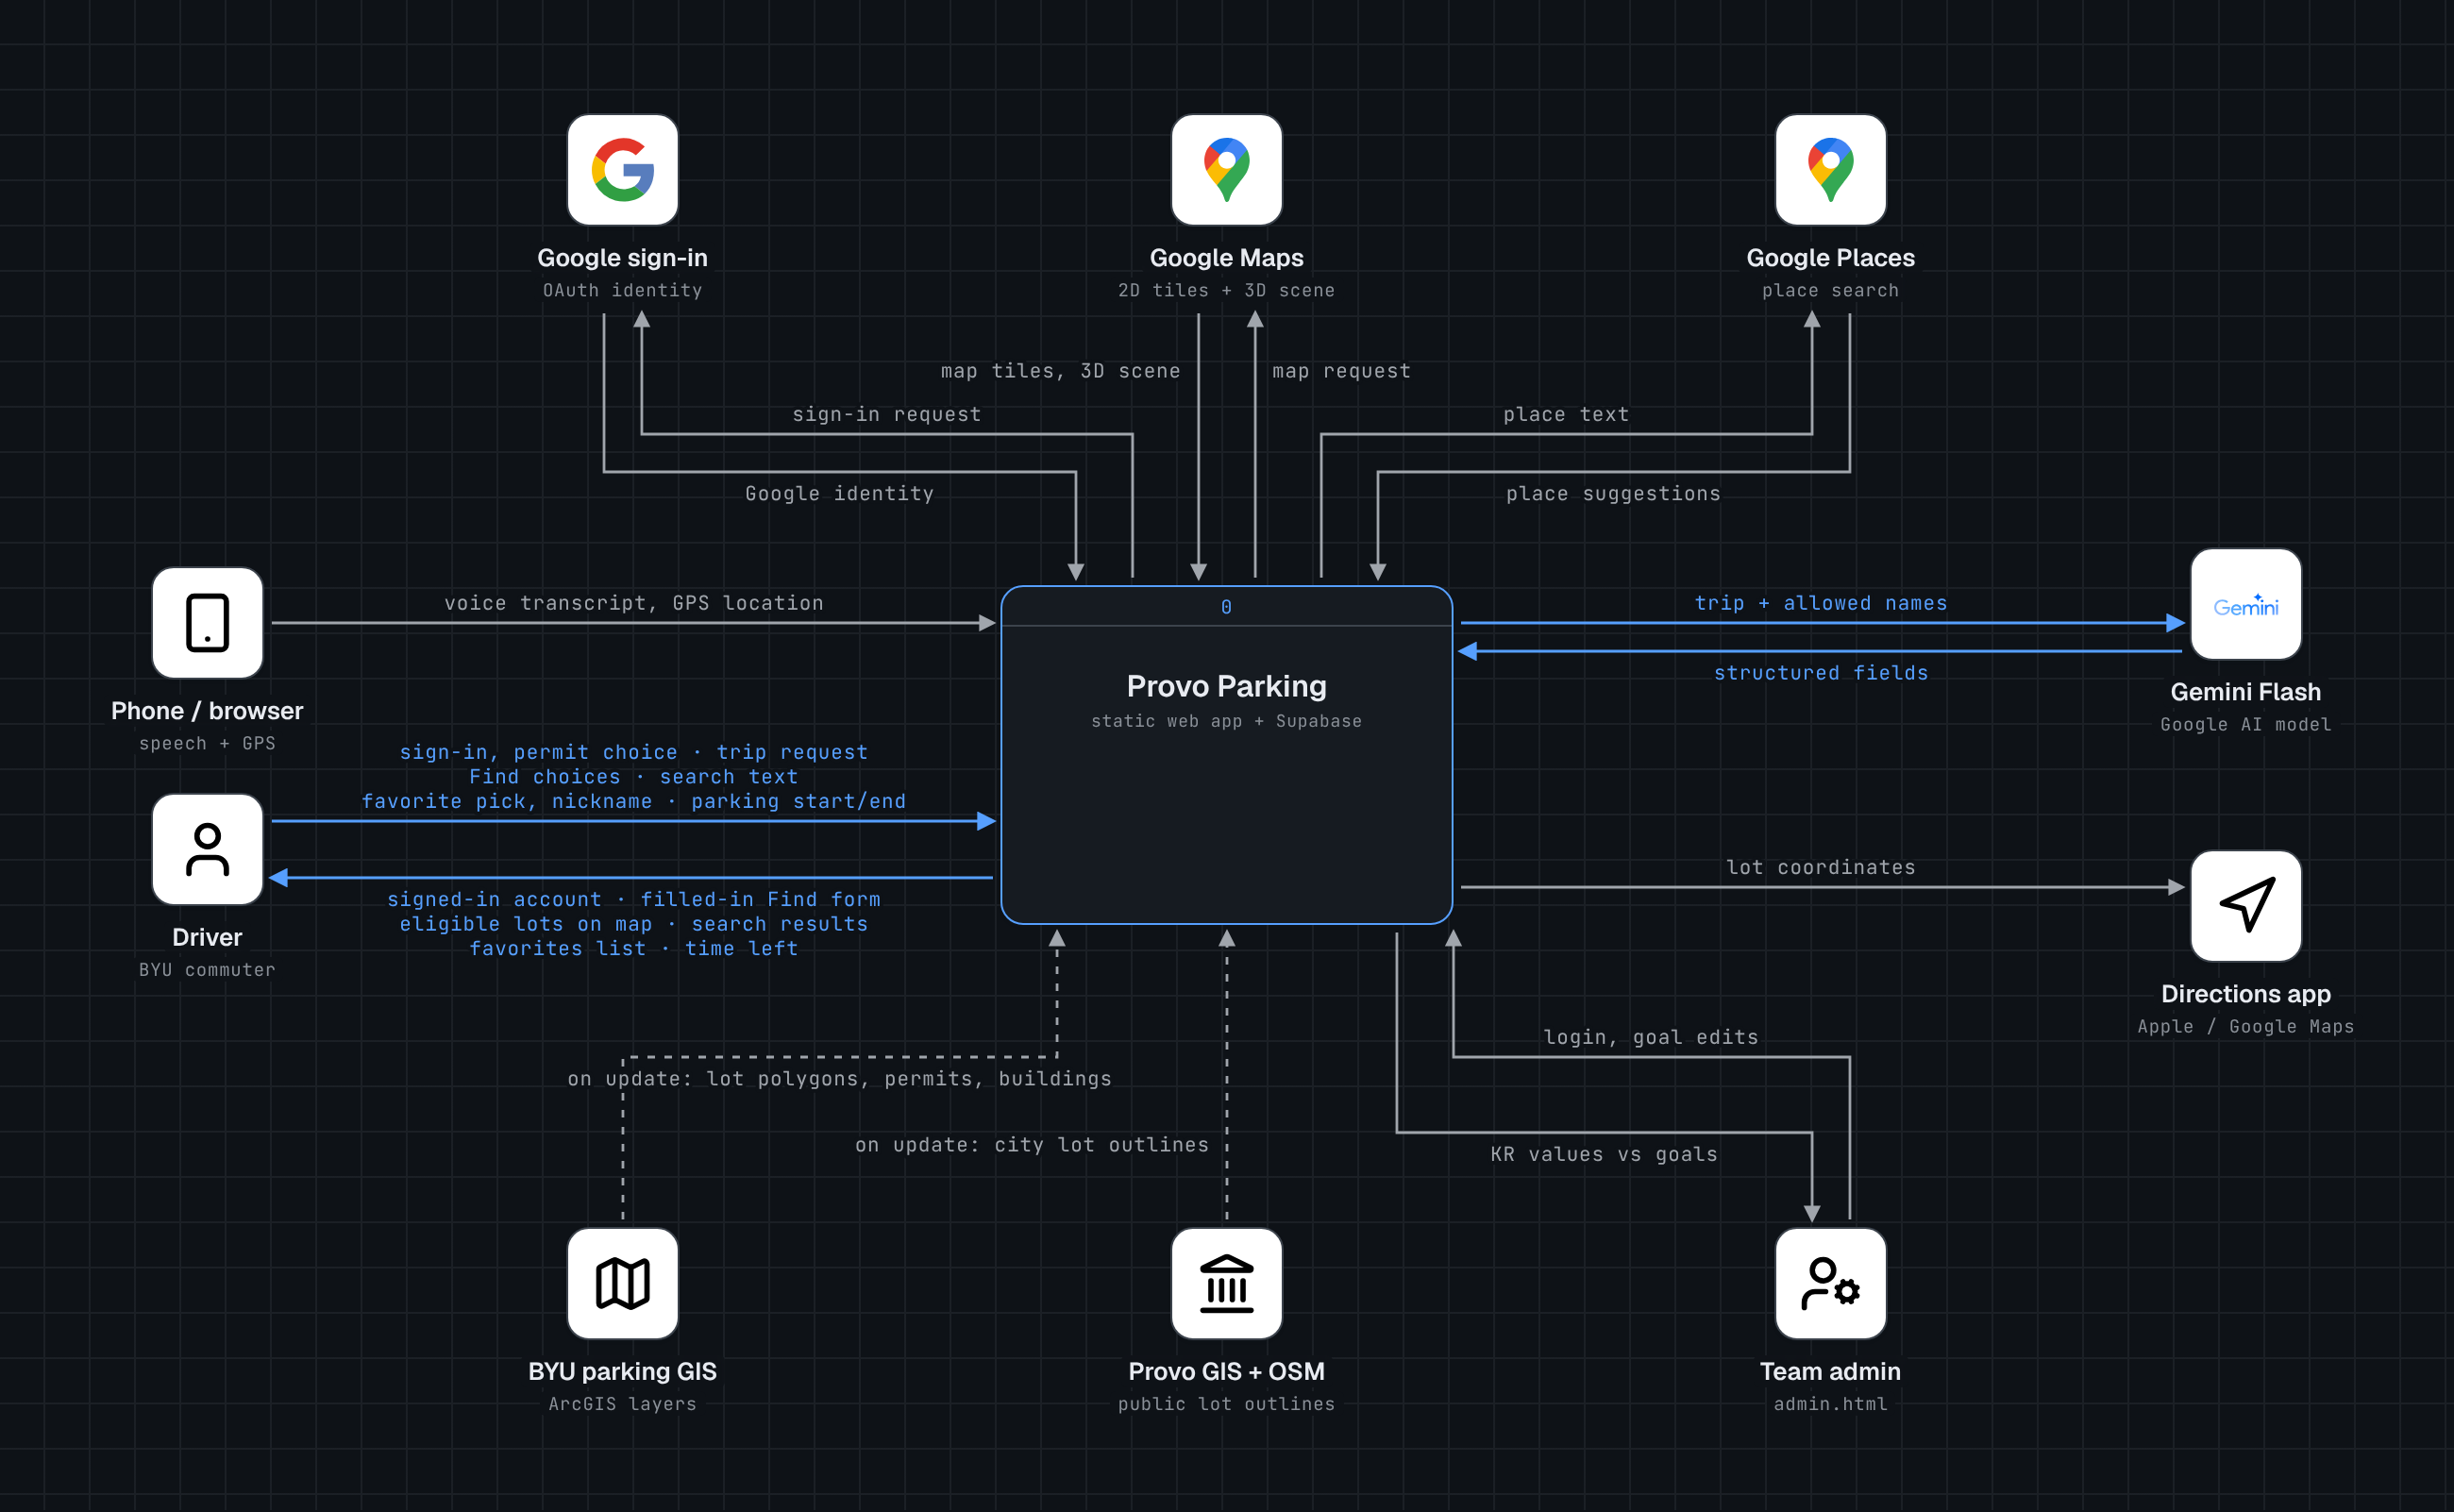 Google sign-in
OAuth identity
Google Maps
2D tiles + 3D scene
Google Places
place search
map tiles, 3D scene
map request
sign-in request
place text
Google identity
place suggestions
Phone / browser
speech + GPS
voice transcript, GPS location
0
Provo Parking
static web app + Supabase
trip + allowed names
structured fields
Gemini
Gemini Flash
Google AI model
sign-in, permit choice · trip request
Find choices · search text
favorite pick, nickname · parking start/end
Driver
BYU commuter
signed-in account · filled-in Find form
eligible lots on map · search results
favorites list · time left
lot coordinates
Directions app
Apple / Google Maps
on update: lot polygons, permits, buildings
on update: city lot outlines
login, goal edits
KR values vs goals
BYU parking GIS
ArcGIS layers
Provo GIS + OSM
public lot outlines
Team admin
admin.html